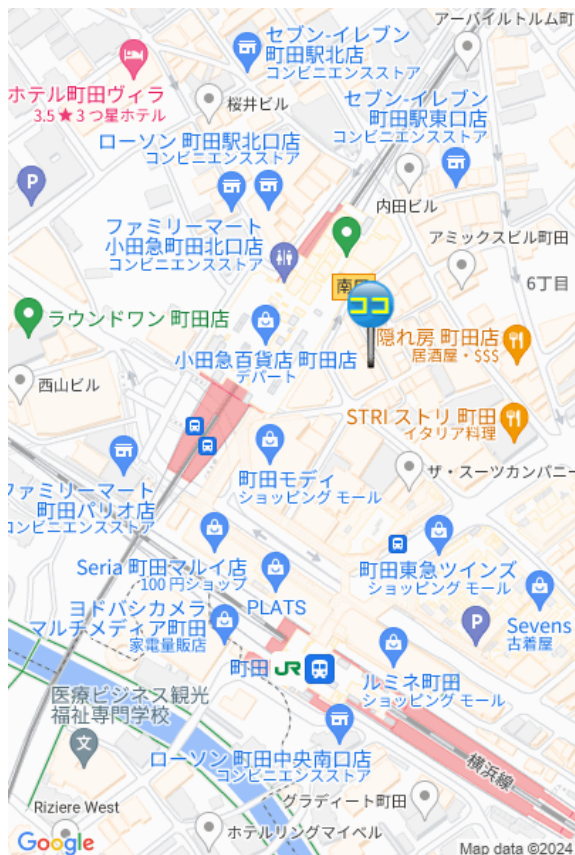 アーバイルトルム町
セブン-イレブン
町田駅北店
コンビニエンスストア
ホテル町田ヴィラ
3.5★3 つ星ホテル
桜井ビル
セブン-イレブン
町田駅東口店
コンビニエンスストア
ローソン 町田駅北口店
コンビニエンスストア
P
内田ビル
ファミリーマート
小田急町田北口店
コンビニエンスストア
アミックスビル町田
6丁目
ココ
ラウンドワン 町田店
隠れ房 町田店
居酒屋・$$$
小田急百貨店 町田店
デパート
西山ビル
STRI ストリ 町田
イタリア料理
町田モディ
ショッピング モール
ザ・スーツカンパニー
ファミリーマート
町田パリオ店
コンビニエンスストア
Seria 町田マルイ店
100 円ショップ
町田東急ツインズ
ショッピング モール
PLATS
ヨドバシカメラ
マルチメディア町田
家電量販店
P
Sevens
古着屋
町田 JR
ルミネ町田
ショッピング モール
医療ビジネス観光
福祉専門学校
文
ローソン 町田中央南口店
コンビニエンスストア
横浜線
グラディート町田
Riziere West
ホテルリングマイベル
Google
Map data ©2024